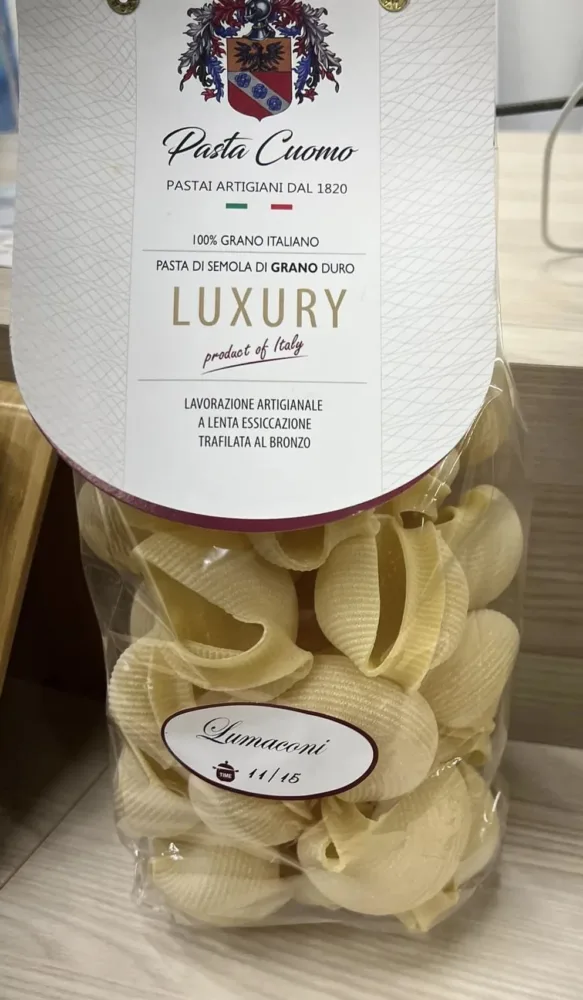 Pasta Cuomo
PASTAI ARTIGIANI DAL 1820
100% GRANO ITALIANO
PASTA DI SEMOLA DI GRANO DURO
LUXURY
product of Italy
LAVORAZIONE ARTIGIANALE
A LENTA ESSICCAZIONE
TRAFILATA AL BRONZO
Lumaconi
TIME 11/15